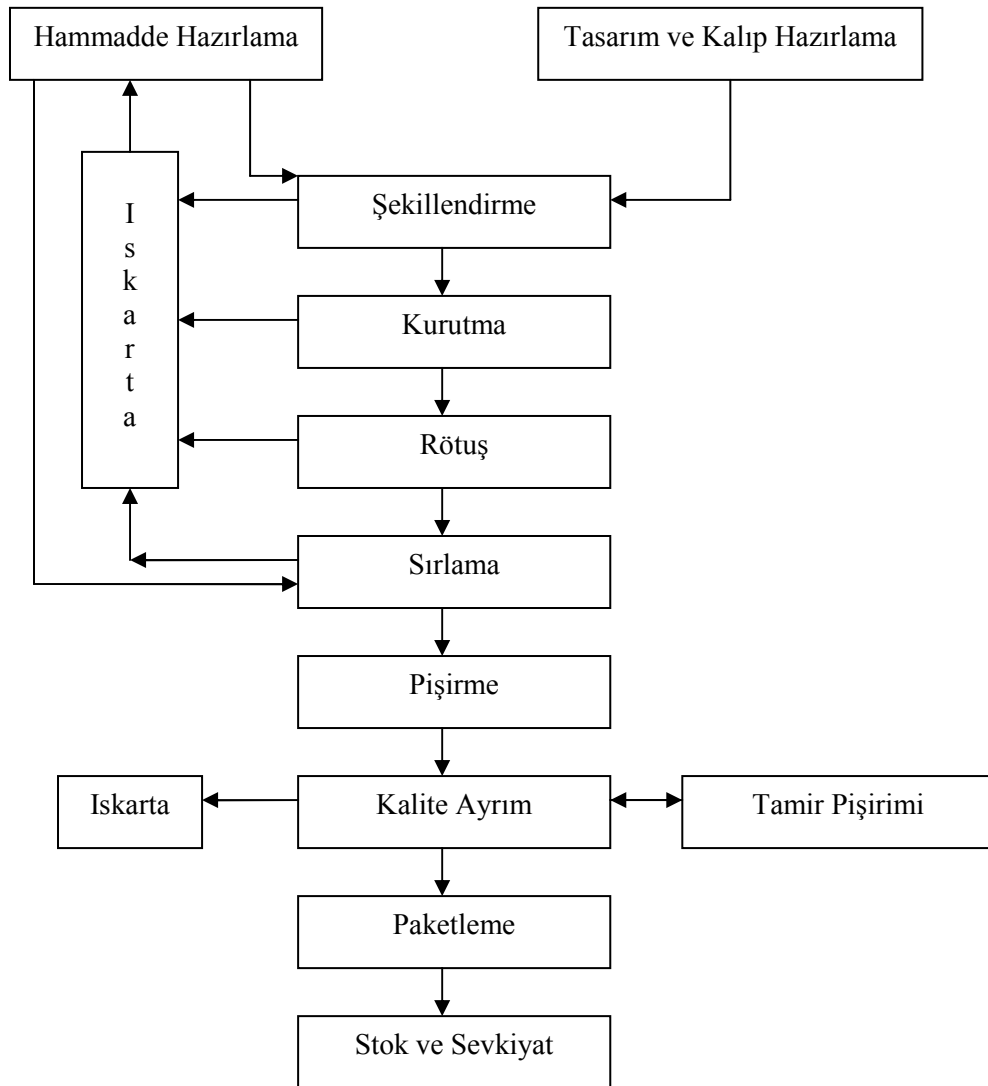 Hammadde Hazırlama
Tasarım ve Kalıp Hazırlama
Iskarta
Şekillendirme
Kurutma
Rötuş
Sırlama
Pişirme
Iskarta
Kalite Ayrım
Tamir Pişirimi
Paketleme
Stok ve Sevkiyat